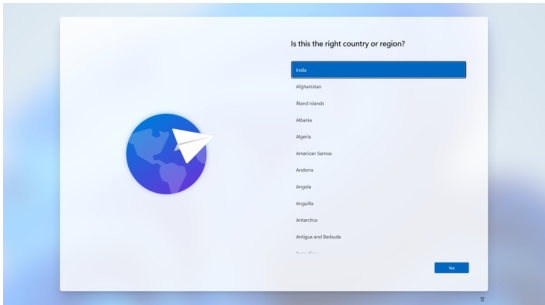 Is this the right country or region?
India
Afghanistan
Åland Islands
Albania
Algeria
American Samoa
Andorra
Angola
Anguilla
Antarctica
Antigua and Barbuda
Yes